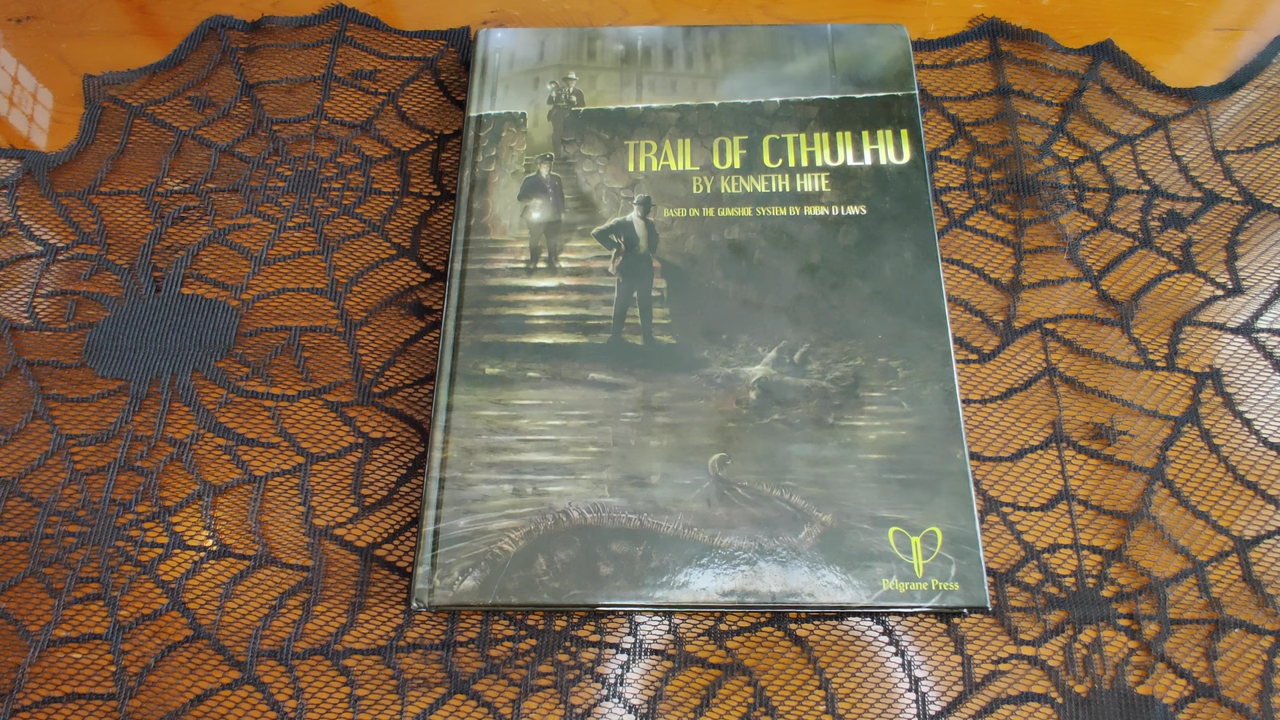 TRAIL OF CTHULHU
BY KENNETH HITE
BASED ON THE GUMSHOE SYSTEM BY ROBIN D LAWS
Pelgrane Press